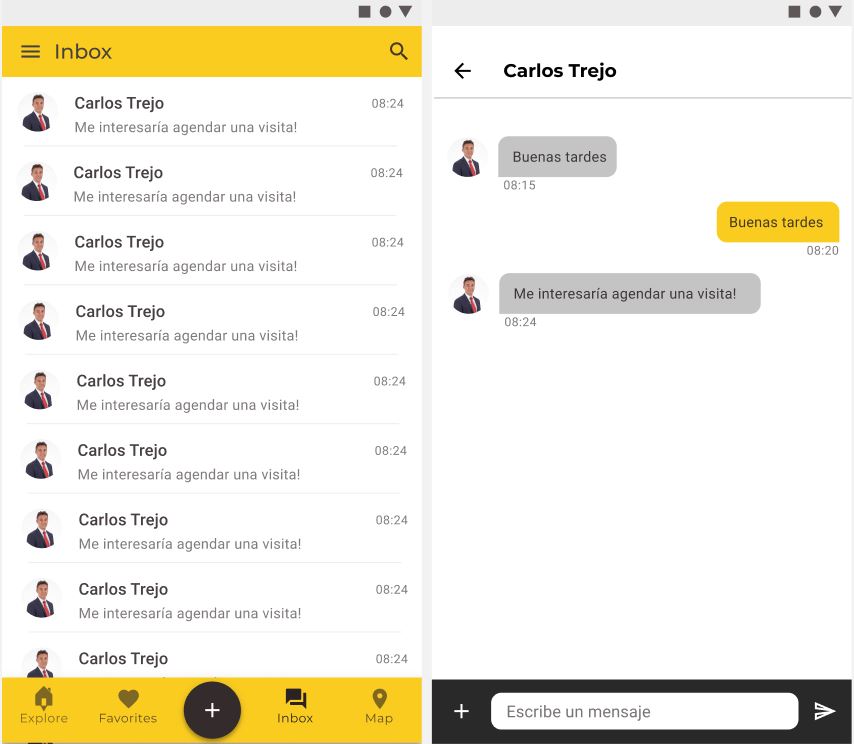 Inbox
Carlos Trejo 08:24
Me interesaría agendar una visita!
Carlos Trejo 08:24
Me interesaría agendar una visita!
Carlos Trejo 08:24
Me interesaría agendar una visita!
Carlos Trejo 08:24
Me interesaría agendar una visita!
Carlos Trejo 08:24
Me interesaría agendar una visita!
Carlos Trejo 08:24
Me interesaría agendar una visita!
Carlos Trejo 08:24
Me interesaría agendar una visita!
Carlos Trejo 08:24
Me interesaría agendar una visita!
Carlos Trejo 08:24
Explore Favorites Inbox Map
Carlos Trejo
Buenas tardes
08:15
Buenas tardes
08:20
Me interesaría agendar una visita!
08:24
Escribe un mensaje